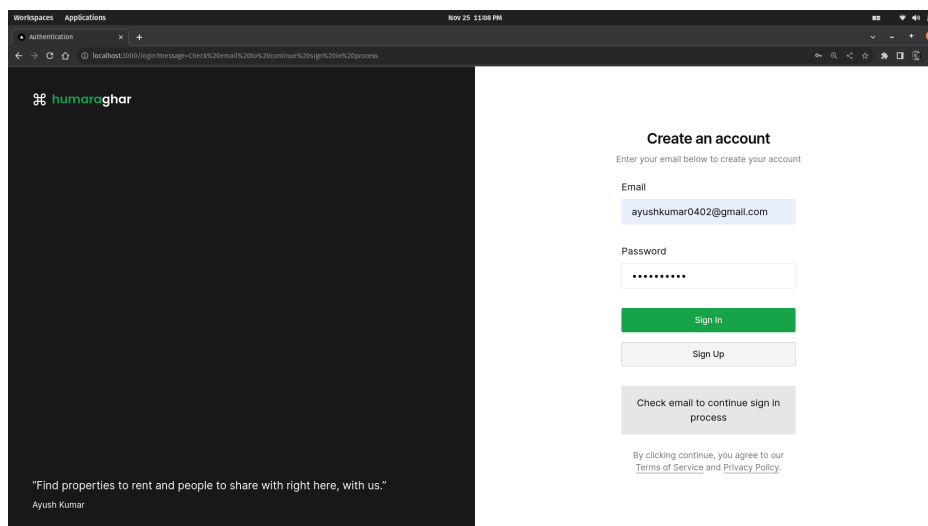 Workspaces Applications
Nov 25 11:08 PM
Authentication
localhost:3000/login?message=Check%20email%20to%20continue%20sign%20in%20process
humaraghar
Create an account
Enter your email below to create your account
Email
ayushkumar0402@gmail.com
Password
Sign In
Sign Up
Check email to continue sign in
process
By clicking continue, you agree to our
Terms of Service and Privacy Policy.
“Find properties to rent and people to share with right here, with us.”
Ayush Kumar